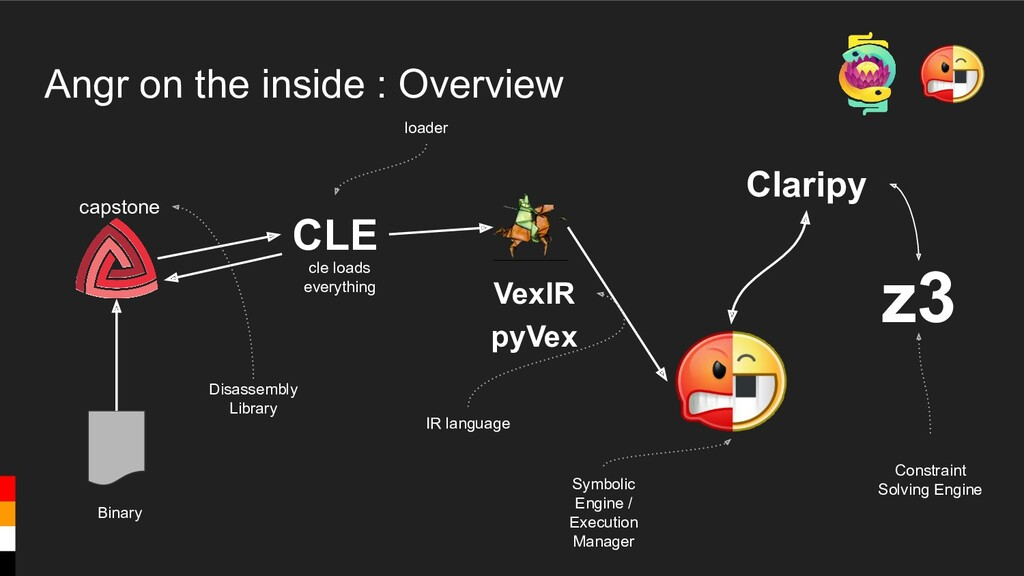 Angr on the inside : Overview
loader
Claripy
capstone
CLE
cle loads
everything
VexIR
pyVex
z3
Disassembly
Library
IR language
Symbolic
Engine /
Execution
Manager
Constraint
Solving Engine
Binary